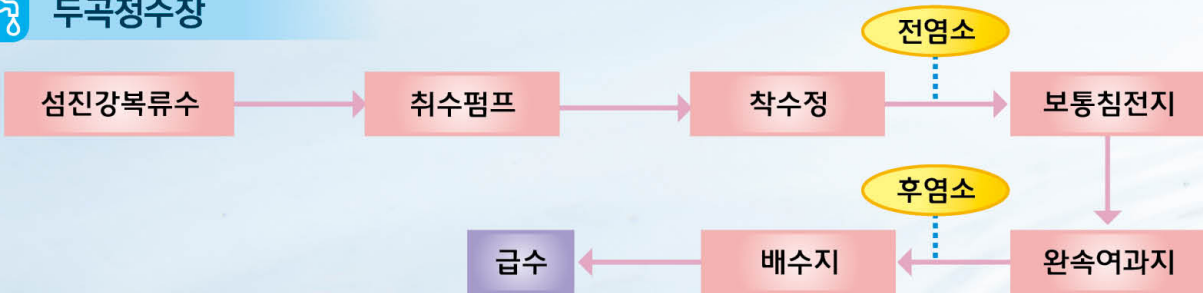 두곡정수장
전염소
섬진강복류수
취수펌프
착수정
보통침전지
후염소
급수
배수지
완속여과지